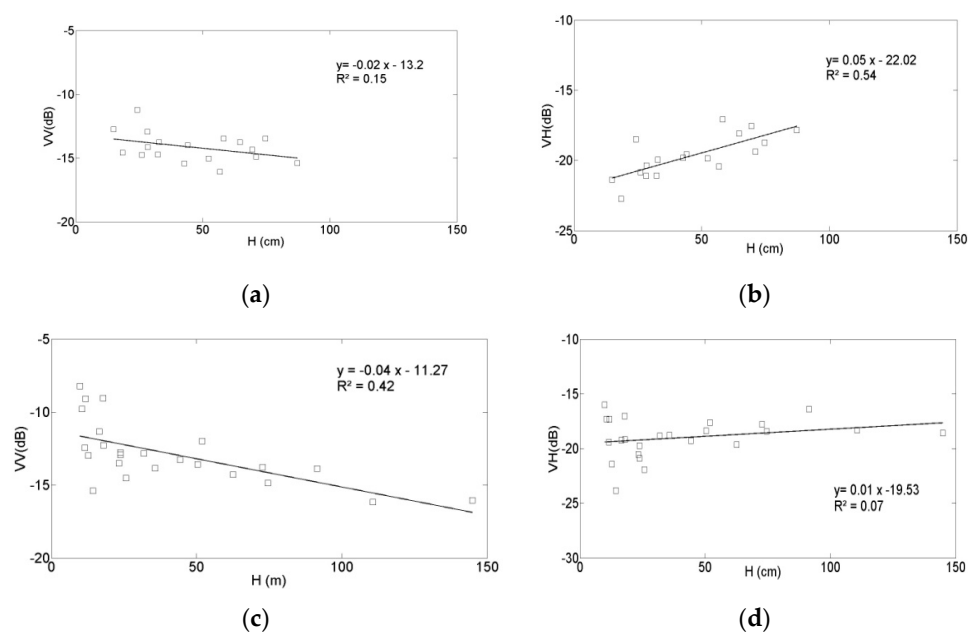 -5
y= -0.02 x - 13.2
R² = 0.15
-10
VV(dB)
-15
-20
0 50 100 150
H (cm)
(a)
-10
y= 0.05 x - 22.02
R² = 0.54
-15
VH(dB)
-20
-25
0 50 100 150
H (cm)
(b)
-5
y = -0.04 x - 11.27
R² = 0.42
-10
VV(dB)
-15
-20
0 50 100 150
H (m)
(c)
-10
-15
VH(dB)
-20
-25
y= 0.01 x -19.53
R² = 0.07
-30
0 50 100 150
H (cm)
(d)